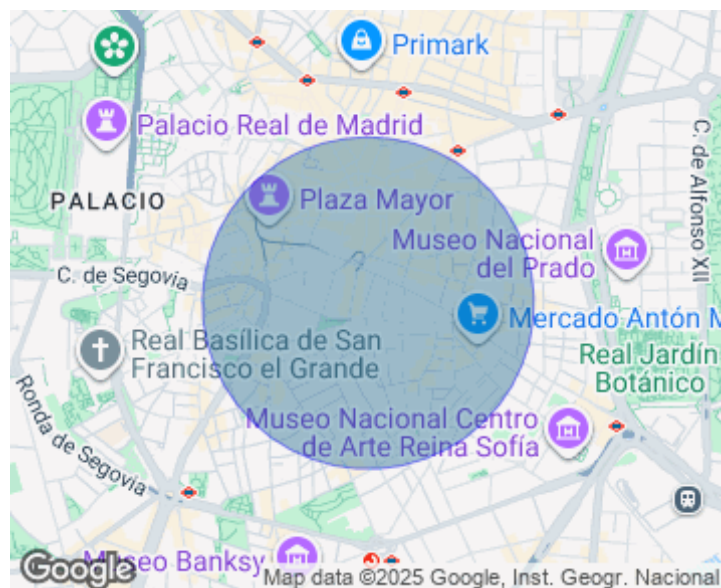 Primark
Palacio Real de Madrid
PALACIO
Plaza Mayor
C. de Alfonso XII
Museo Nacional
del Prado
C. de Segovia
Mercado Antón M
Real Basílica de San
Francisco el Grande
Real Jardín
Botánico
Museo Nacional Centro
de Arte Reina Sofía
Ronda de Segovia
Museo Banksy
Google
Map data ©2025 Google, Inst. Geogr. Nacional